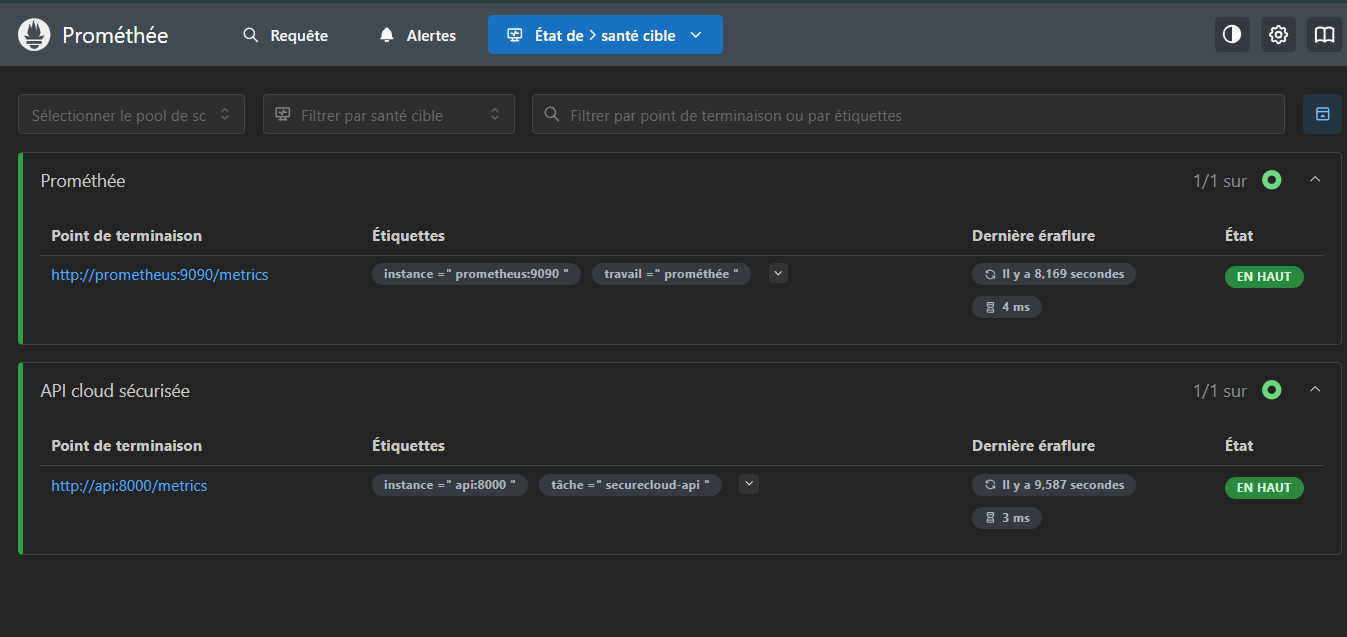 Prométhée Requête Alertes État de > santé cible
Sélectionner le pool de sc Filtrer par santé cible Filtrer par point de terminaison ou par étiquettes
Prométhée 1/1 sur
Point de terminaison Étiquettes Dernière éraflure État
http://prometheus:9090/metrics instance =" prometheus:9090 " travail =" prométhée " Il y a 8,169 secondes EN HAUT
4 ms
API cloud sécurisée 1/1 sur
Point de terminaison Étiquettes Dernière éraflure État
http://api:8000/metrics instance =" api:8000 " tâche =" securecloud-api " Il y a 9,587 secondes EN HAUT
3 ms